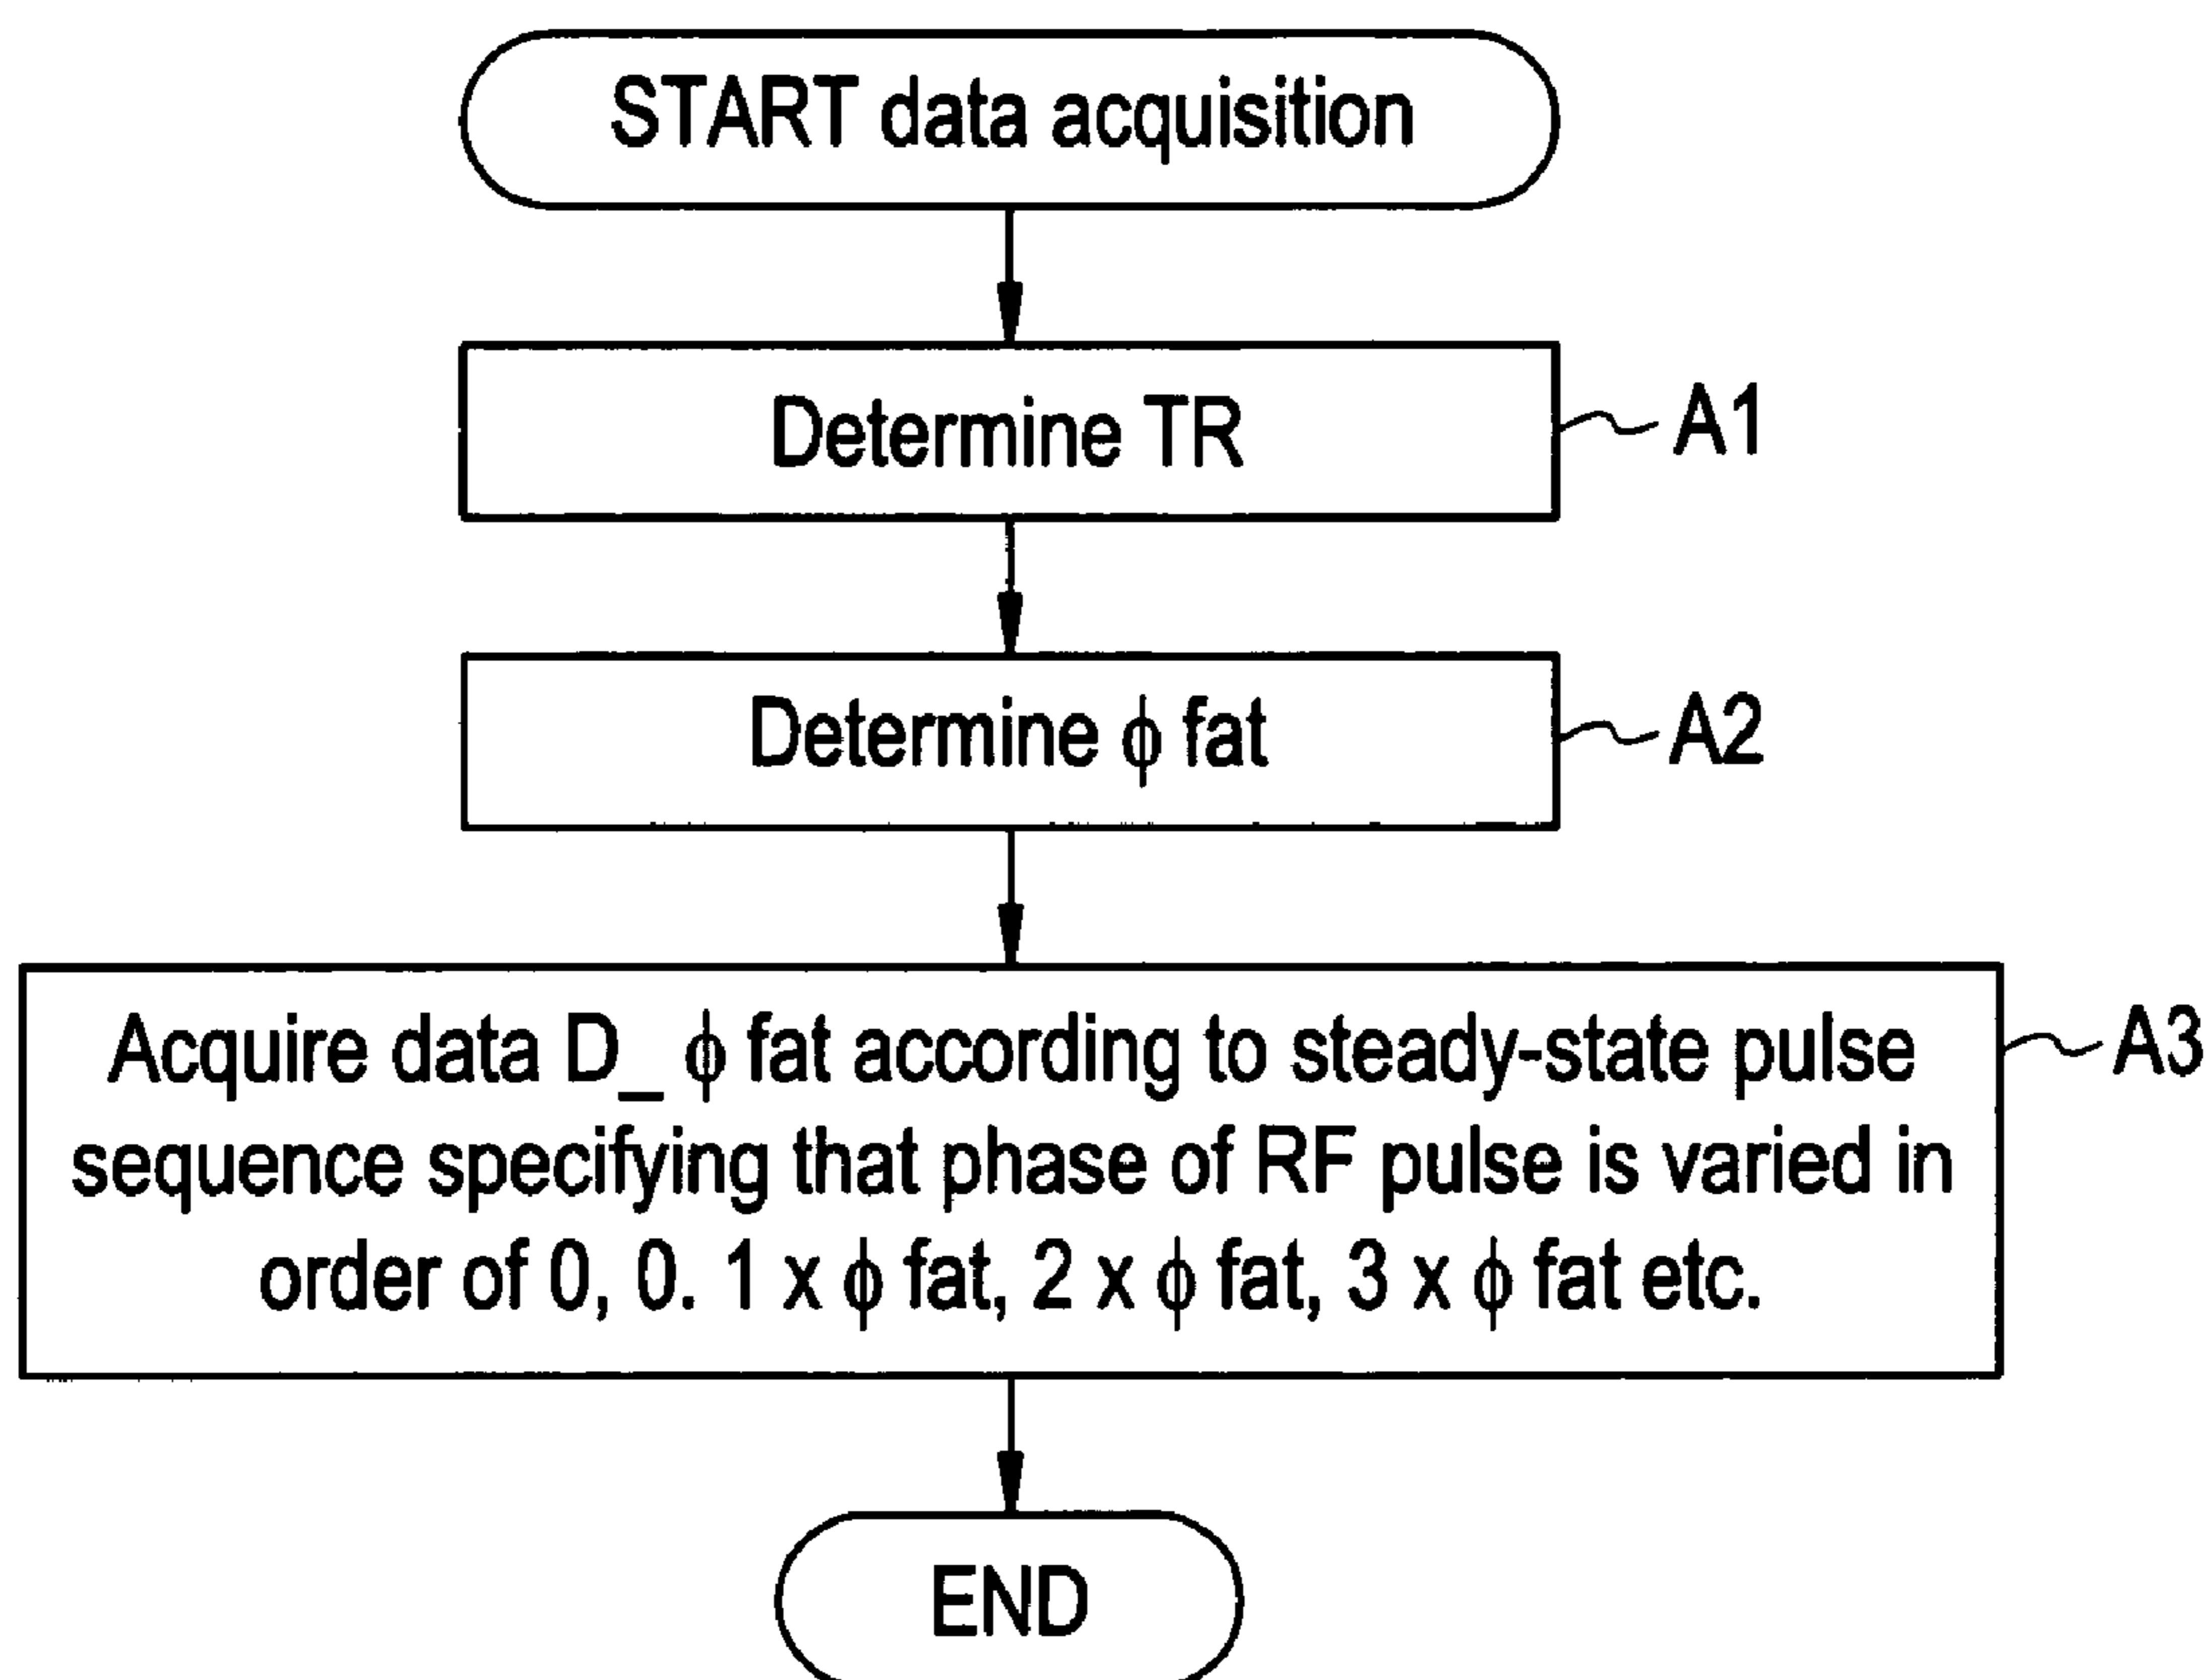 START data acquisition
Determine TR
A1
Determine ϕ fat
A2
Acquire data D_ ϕ fat according to steady-state pulse
A3
sequence specifying that phase of RF pulse is varied in
order of 0, 0. 1 x ϕ fat, 2 x ϕ fat, 3 x ϕ fat etc.
END